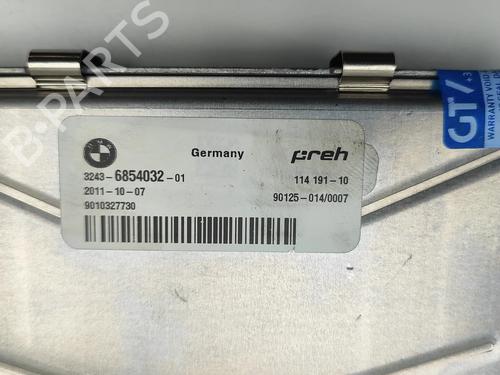 B-PARTS
BMW
Germany
preh
3243-6854032-01
114 191-10
2011-10-07
90125-014/0007
9010327730
GT/
WARRANTY VOID